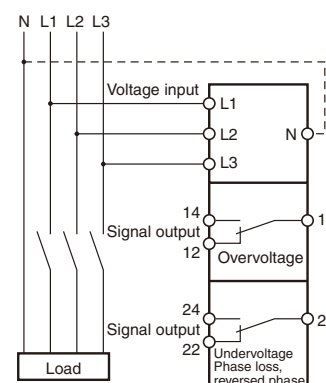 N L1 L2 L3
Voltage input
L1
L2
N
L3
14
Signal output
12
1
Overvoltage
24
Signal output
22
2
Undervoltage
Phase loss,
reversed phase
Load